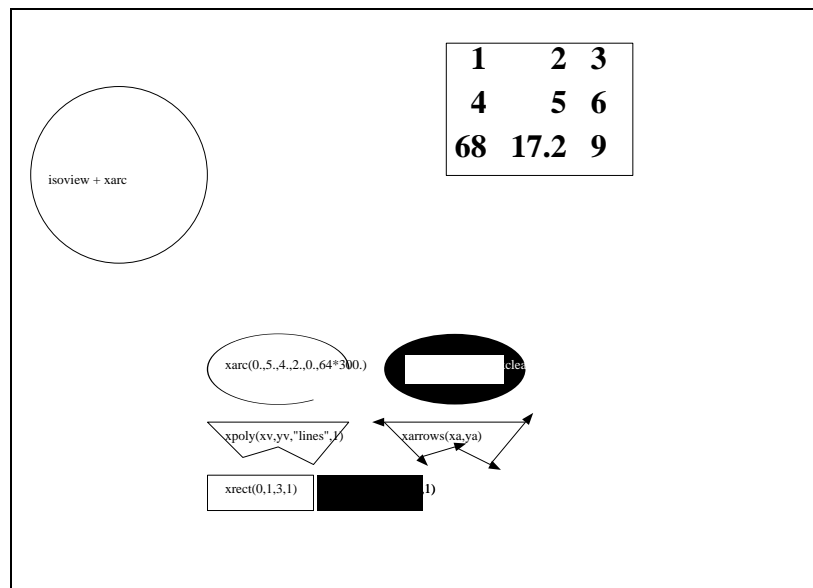 1 2 3
4 5 6
68 17.2 9
isoview + xarc
xarc(0.,5.,4.,2.,0.,64*300.)
xpoly(xv,yv,"lines",1)
xarrows(xa,ya)
xrect(0,1,3,1)
,1)